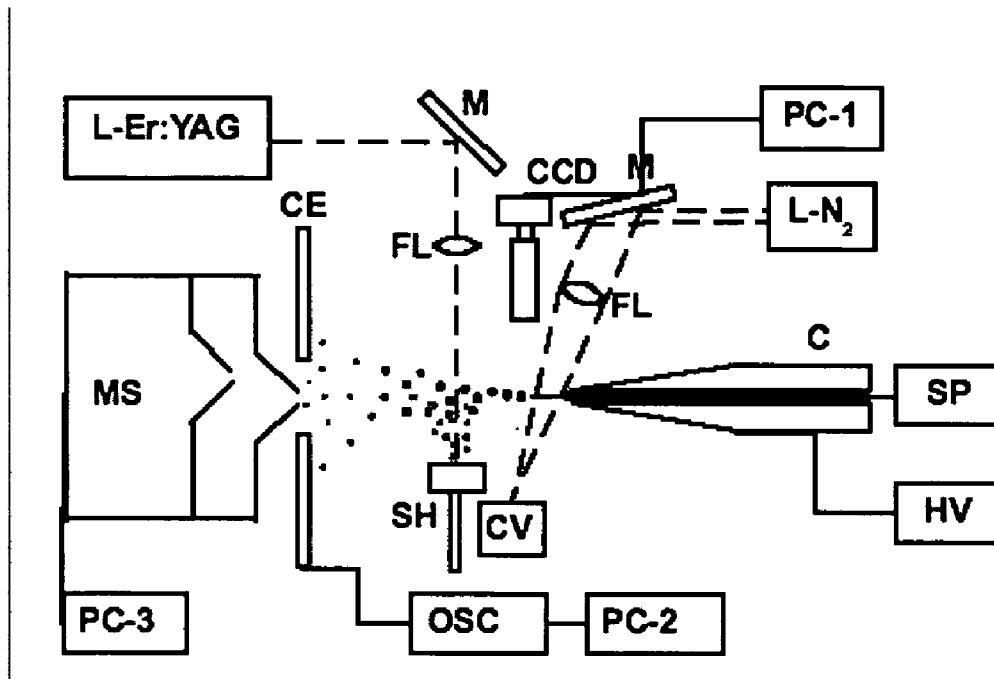 L-Er:YAG
M
PC-1
CCD
M
CE
L-N₂
FL
FL
C
MS
SP
SH
CV
HV
PC-3
OSC
PC-2